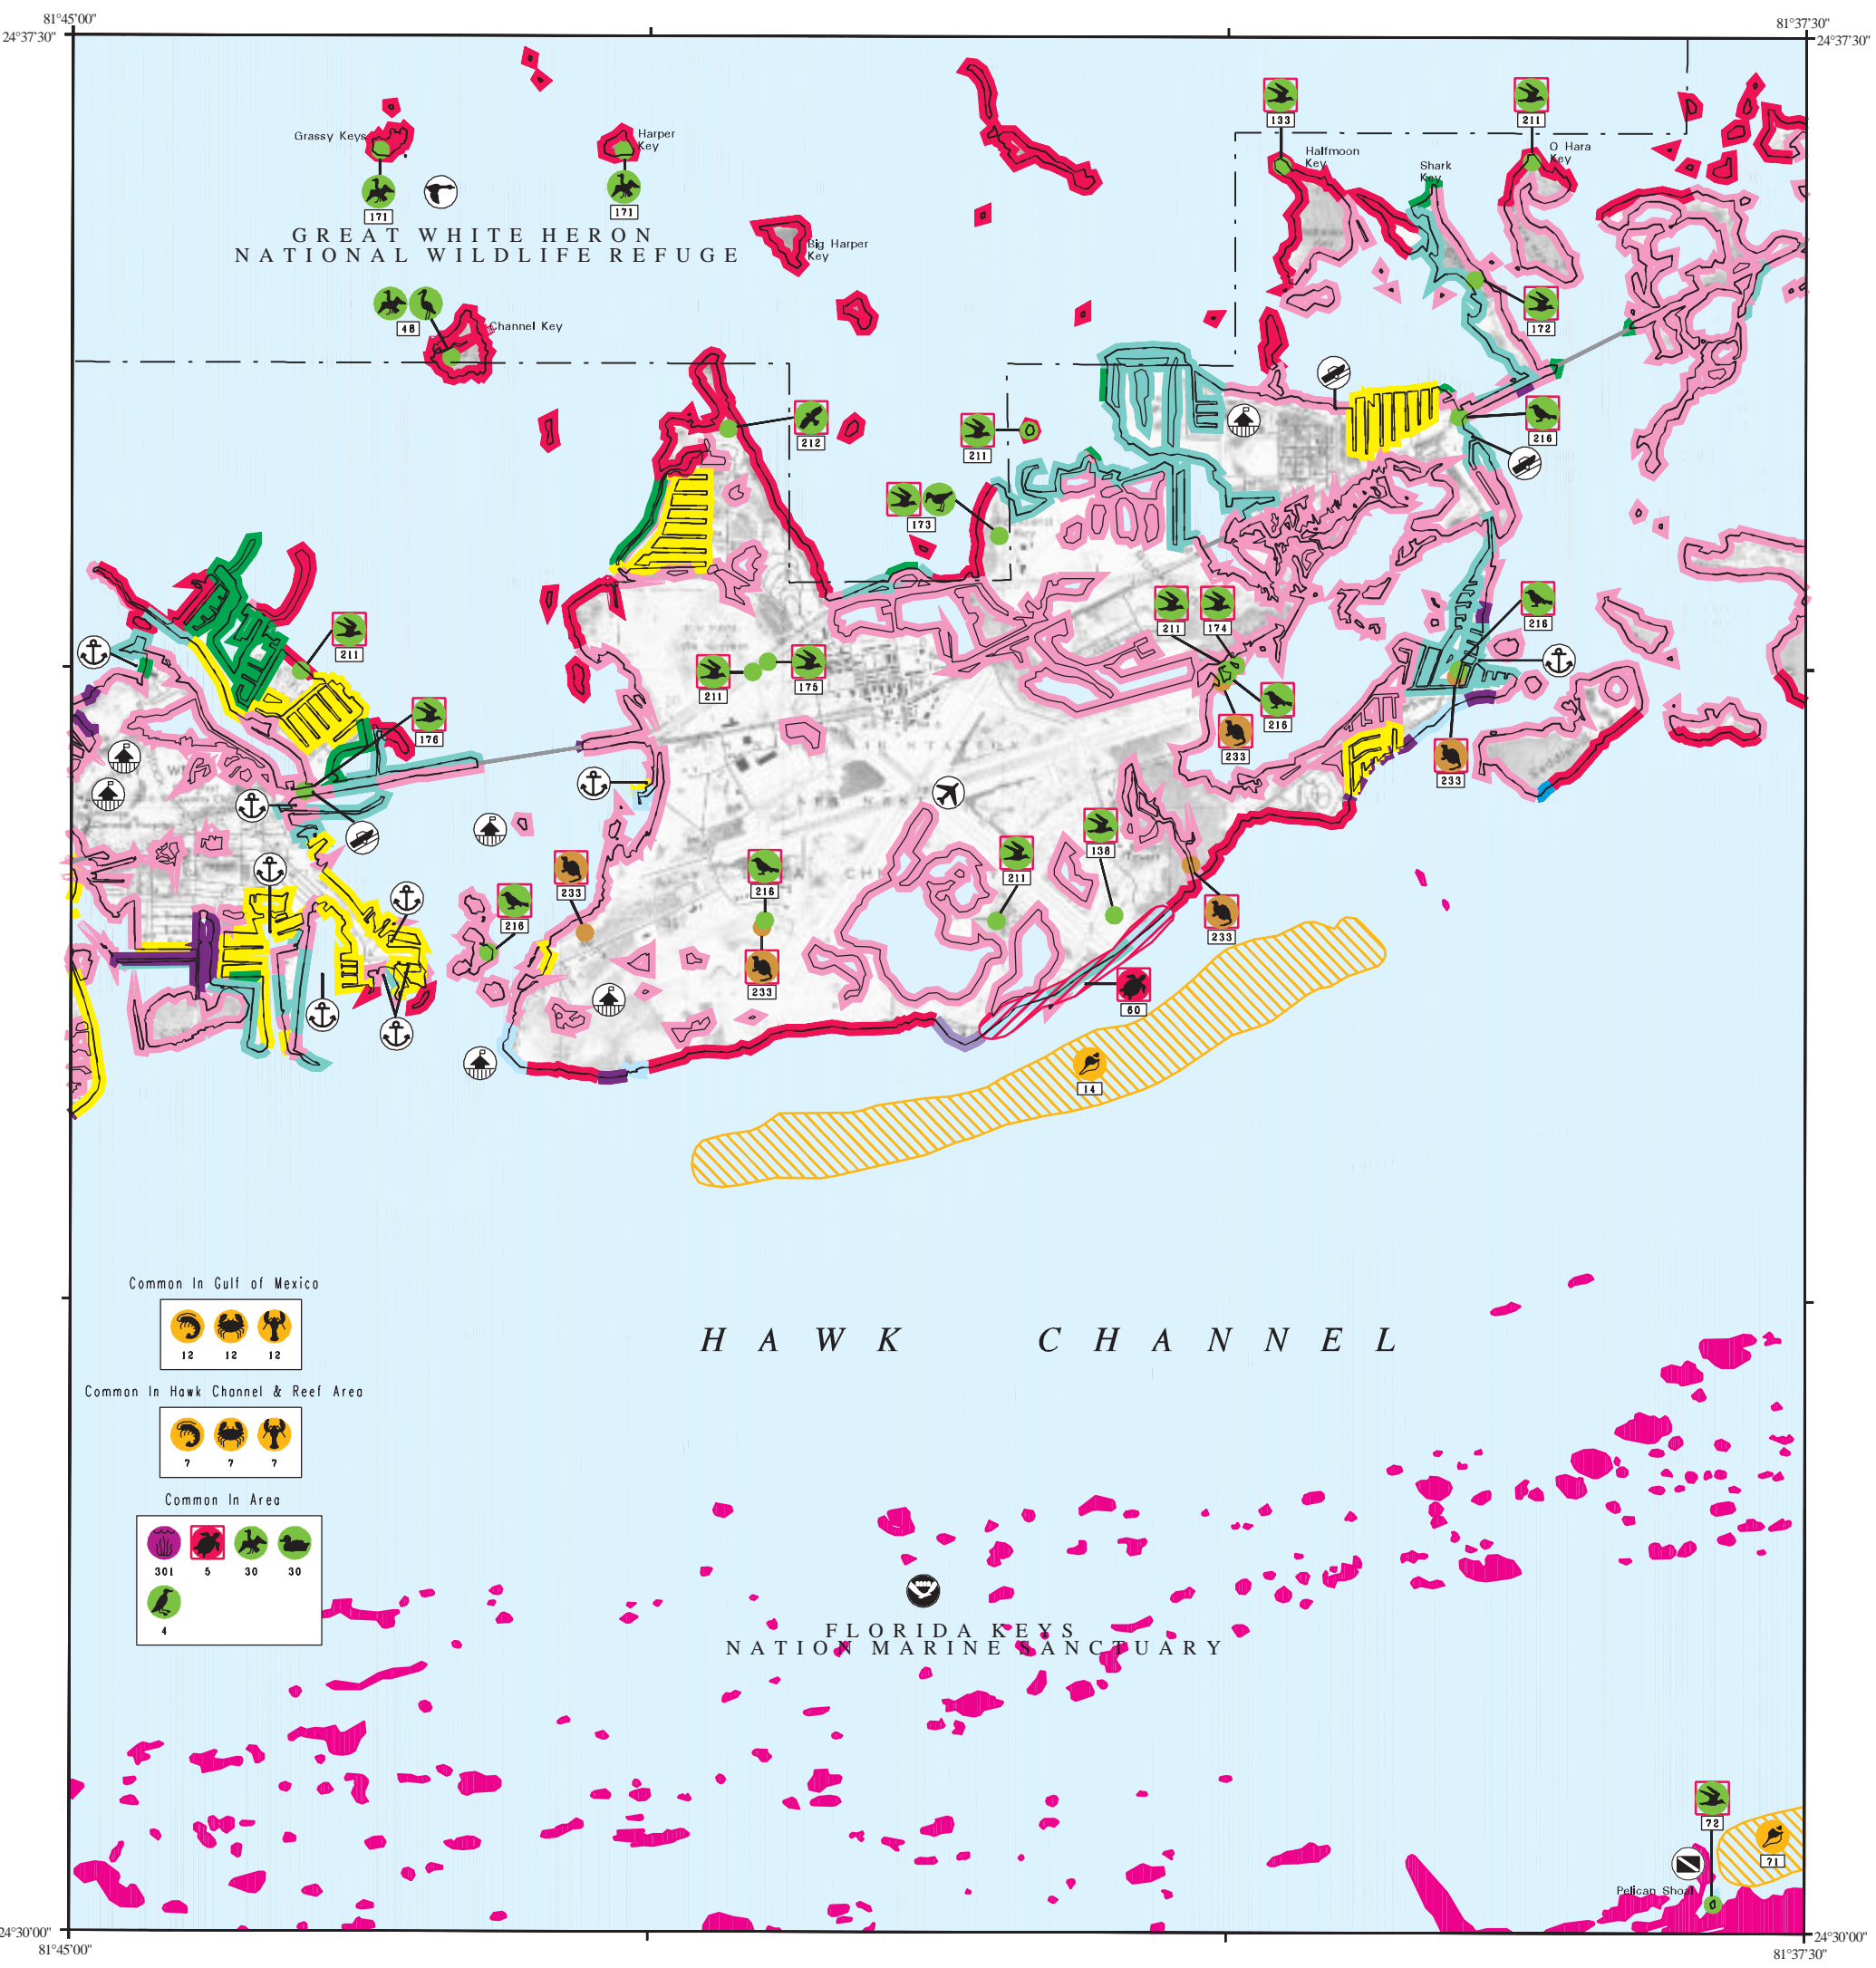 81°45'00"
81°37'30"
24°37'30"
24°37'30"
133
211
Grassy Keys
Harper
Key
Halfmoon
Key
O Hara
Key
Shark
Key
171
171
GREAT WHITE HERON
NATIONAL WILDLIFE REFUGE
Big Harper
Key
48
Channel Key
172
212
211
216
173
211
174
216
211
211
175
216
176
233
233
138
211
233
216
216
233
233
60
14
Common In Gulf of Mexico
12 12 12
HAWK CHANNEL
Common In Hawk Channel & Reef Area
7 7 7
Common In Area
301 5 30 30
4
FLORIDA KEYS
NATION MARINE SANCTUARY
72
71
Pelican Shoal
24°30'00"
24°30'00"
81°45'00"
81°37'30"